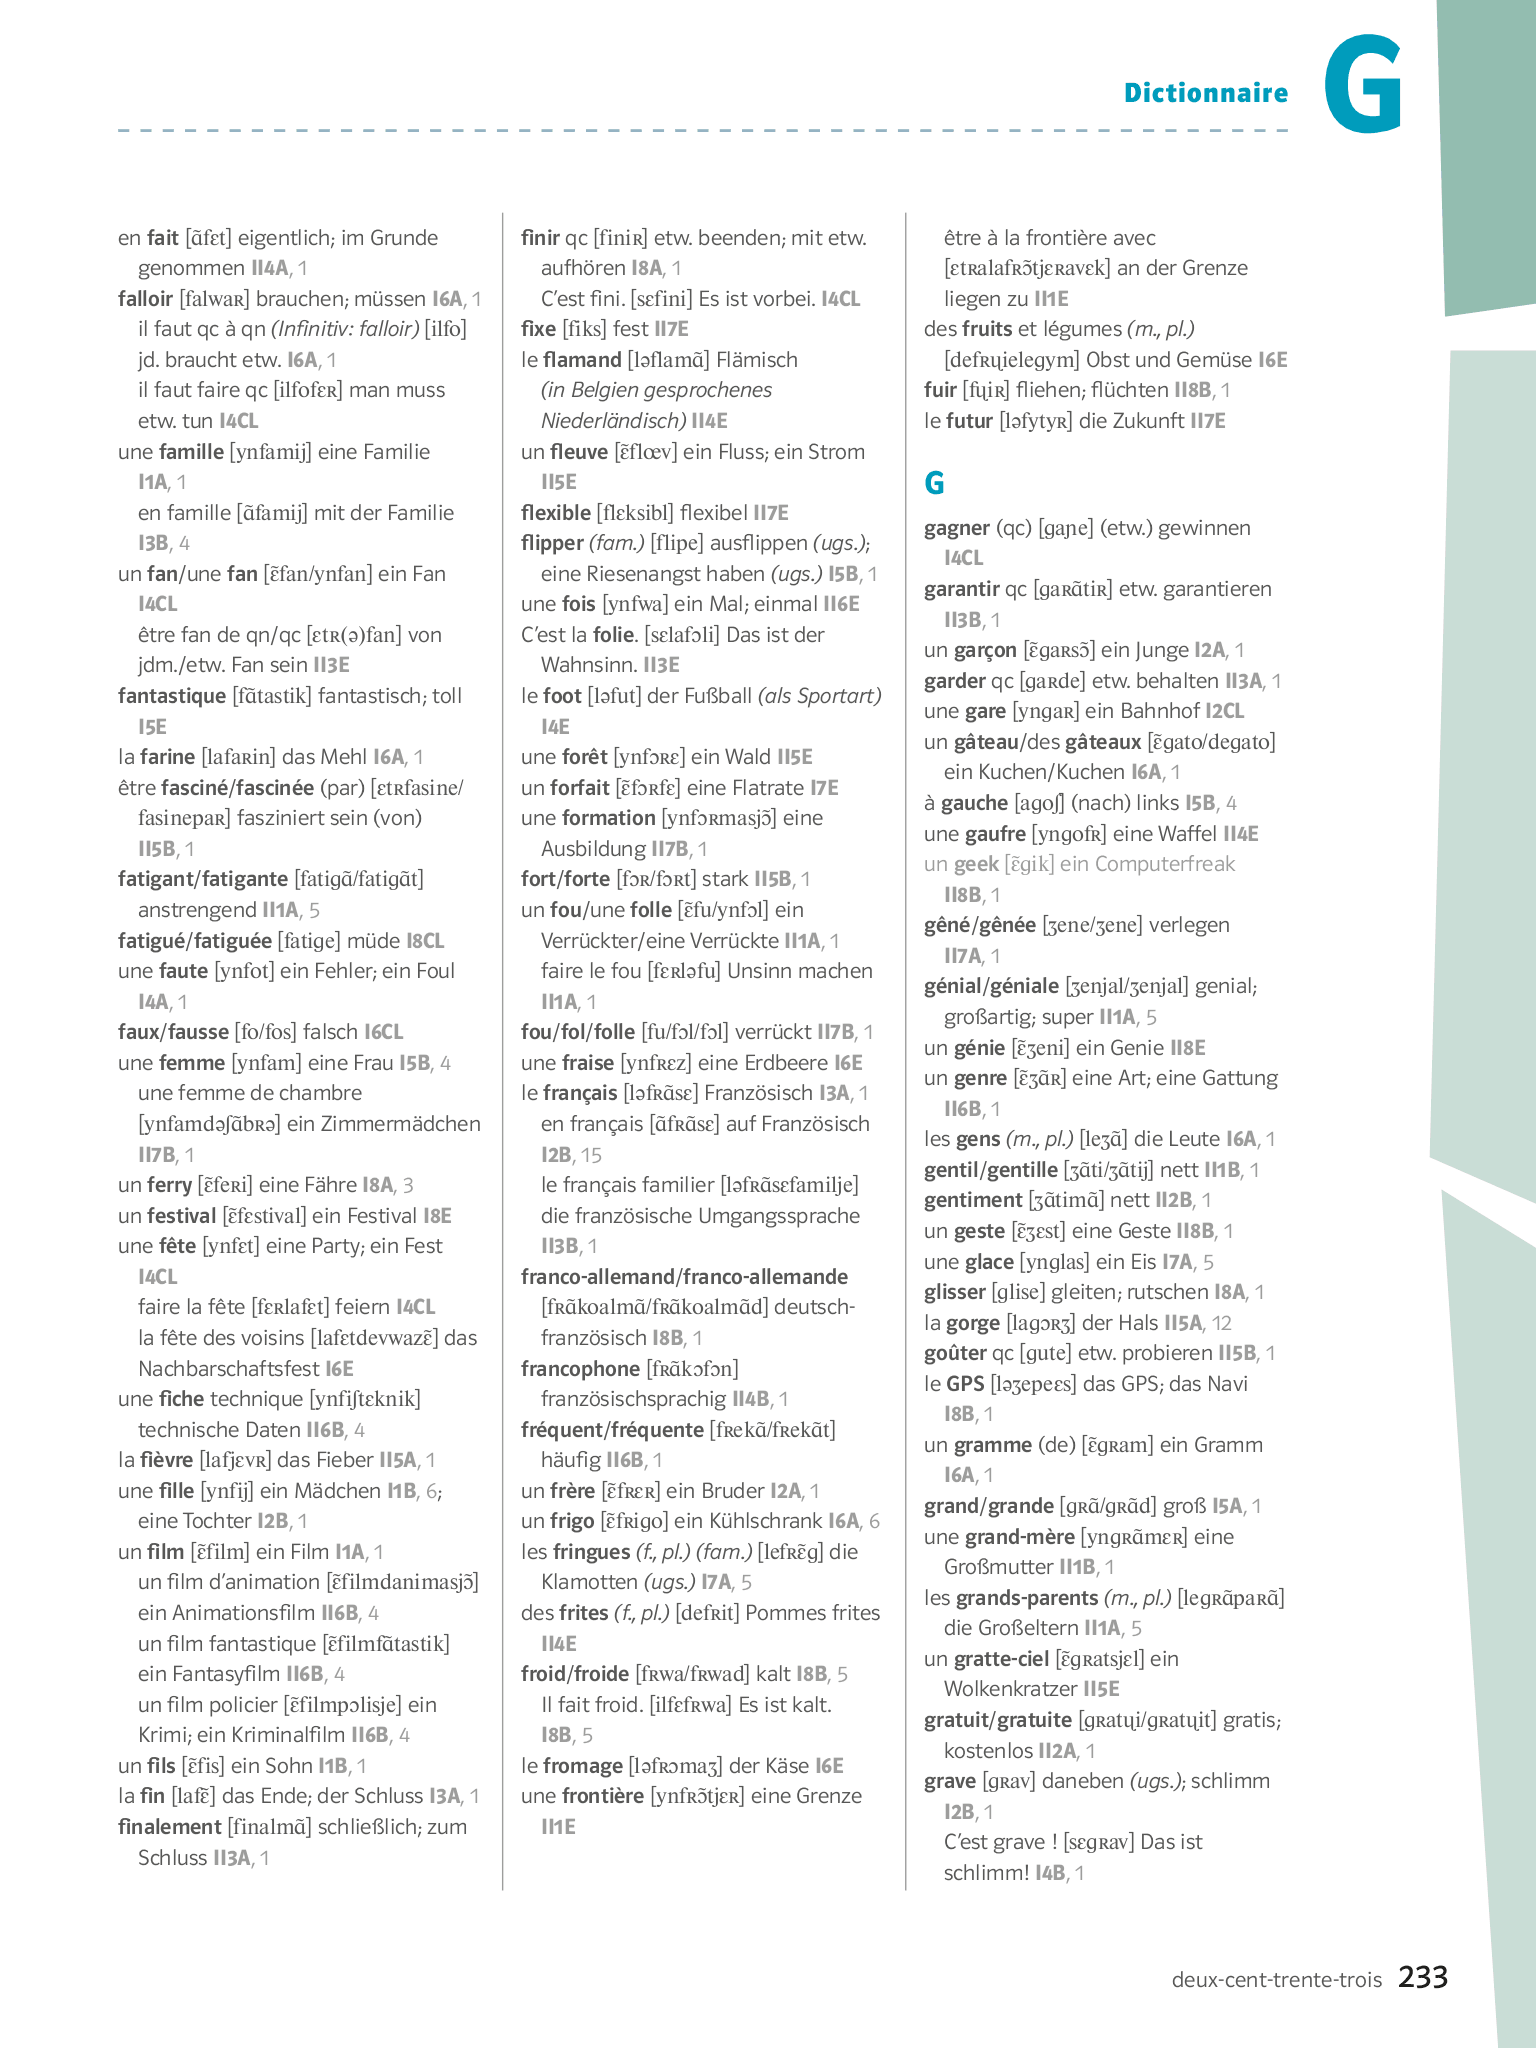 Dictionnaire G
en fait [ɑ̃fɛt] eigentlich; im Grunde
genommen II4A, 1
falloir [falwaʀ] brauchen; müssen I6A, 1
il faut qc à qn (Infinitiv: falloir) [ilfo]
jd. braucht etw. I6A, 1
il faut faire qc [ilfofɛʀ] man muss
etw. tun I4CL
une famille [ynfamij] eine Familie
I1A, 1
en famille [ɑ̃famij] mit der Familie
I3B, 4
un fan/une fan [ɛ̃fan/ynfan] ein Fan
I4CL
être fan de qn/qc [ɛtʀ(ə)fan] von
jdm./etw. Fan sein II3E
fantastique [fɑ̃tastik] fantastisch; toll
I5E
la farine [lafaʀin] das Mehl I6A, 1
être fasciné/fascinée (par) [ɛtʀfasine/
fasinepaʀ] fasziniert sein (von)
II5B, 1
fatigant/fatigante [fatigɑ̃/fatigɑ̃t]
anstrengend II1A, 5
fatigué/fatiguée [fatige] müde I8CL
une faute [ynfot] ein Fehler; ein Foul
I4A, 1
faux/fausse [fo/fos] falsch I6CL
une femme [ynfam] eine Frau I5B, 4
une femme de chambre
[ynfamdəʃɑ̃bʀə] ein Zimmermädchen
II7B, 1
un ferry [ɛ̃feʀi] eine Fähre I8A, 3
un festival [ɛ̃fɛstival] ein Festival I8E
une fête [ynfɛt] eine Party; ein Fest
I4CL
faire la fête [fɛʀlafɛt] feiern I4CL
la fête des voisins [lafɛtdevwazɛ̃] das
Nachbarschaftsfest I6E
une fiche technique [ynfiʃtɛknik]
technische Daten II6B, 4
la fièvre [lafjɛvʀ] das Fieber II5A, 1
une fille [ynfij] ein Mädchen I1B, 6;
eine Tochter I2B, 1
un film [ɛ̃film] ein Film I1A, 1
un film d’animation [ɛ̃filmdanimasjɔ̃]
ein Animationsfilm II6B, 4
un film fantastique [ɛ̃filmfɑ̃tastik]
ein Fantasyfilm II6B, 4
un film policier [ɛ̃filmpɔlisje] ein
Krimi; ein Kriminalfilm II6B, 4
un fils [ɛ̃fis] ein Sohn I1B, 1
la fin [lafɛ̃] das Ende; der Schluss I3A, 1
finalement [finalmɑ̃] schließlich; zum
Schluss II3A, 1
finir qc [finiʀ] etw. beenden; mit etw.
aufhören I8A, 1
C’est fini. [sɛfini] Es ist vorbei. I4CL
fixe [fiks] fest II7E
le flamand [ləflamɑ̃] Flämisch
(in Belgien gesprochenes
Niederländisch) II4E
un fleuve [ɛ̃flœv] ein Fluss; ein Strom
II5E
flexible [flɛksibl] flexibel II7E
flipper (fam.) [flipe] ausflippen (ugs.);
eine Riesenangst haben (ugs.) I5B, 1
une fois [ynfwa] ein Mal; einmal II6E
C’est la folie. [sɛlafɔli] Das ist der
Wahnsinn. II3E
le foot [ləfut] der Fußball (als Sportart)
I4E
une forêt [ynfɔʀɛ] ein Wald II5E
un forfait [ɛ̃fɔʀfɛ] eine Flatrate I7E
une formation [ynfɔʀmasjɔ̃] eine
Ausbildung II7B, 1
fort/forte [fɔʀ/fɔʀt] stark II5B, 1
un fou/une folle [ɛ̃fu/ynfɔl] ein
Verrückter/eine Verrückte II1A, 1
faire le fou [fɛʀləfu] Unsinn machen
II1A, 1
fou/fol/folle [fu/fɔl/fɔl] verrückt II7B, 1
une fraise [ynfʀɛz] eine Erdbeere I6E
le français [ləfʀɑ̃sɛ] Französisch I3A, 1
en français [ɑ̃fʀɑ̃sɛ] auf Französisch
I2B, 15
le français familier [ləfʀɑ̃sɛfamilje]
die französische Umgangssprache
II3B, 1
franco-allemand/franco-allemande
[fʀɑ̃koalmɑ̃/fʀɑ̃koalmɑ̃d] deutsch-
französisch I8B, 1
francophone [fʀɑ̃kɔfɔn]
französischsprachig II4B, 1
fréquent/fréquente [fʀekɑ̃/fʀekɑ̃t]
häufig II6B, 1
un frère [ɛ̃fʀɛʀ] ein Bruder I2A, 1
un frigo [ɛ̃fʀigo] ein Kühlschrank I6A, 6
les fringues (f., pl.) (fam.) [lefʀɛ̃g] die
Klamotten (ugs.) I7A, 5
des frites (f., pl.) [defʀit] Pommes frites
II4E
froid/froide [fʀwa/fʀwad] kalt I8B, 5
Il fait froid. [ilfɛfʀwa] Es ist kalt.
I8B, 5
le fromage [ləfʀɔmaʒ] der Käse I6E
une frontière [ynfʀɔ̃tjɛʀ] eine Grenze
II1E
être à la frontière avec
[ɛtʀalafʀɔ̃tjɛʀavɛk] an der Grenze
liegen zu II1E
des fruits et légumes (m., pl.)
[defʀɥielegym] Obst und Gemüse I6E
fuir [fɥiʀ] fliehen; flüchten II8B, 1
le futur [ləfytyʀ] die Zukunft II7E
G
gagner (qc) [gaɲe] (etw.) gewinnen
I4CL
garantir qc [gaʀɑ̃tiʀ] etw. garantieren
II3B, 1
un garçon [ɛ̃gaʀsɔ̃] ein Junge I2A, 1
garder qc [gaʀde] etw. behalten II3A, 1
une gare [yngaʀ] ein Bahnhof I2CL
un gâteau/des gâteaux [ɛ̃gato/degato]
ein Kuchen/Kuchen I6A, 1
à gauche [agoʃ] (nach) links I5B, 4
une gaufre [yngofʀ] eine Waffel II4E
un geek [ɛ̃gik] ein Computerfreak
II8B, 1
gêné/gênée [ʒene/ʒene] verlegen
II7A, 1
génial/géniale [ʒenjal/ʒenjal] genial;
großartig; super II1A, 5
un génie [ɛ̃ʒeni] ein Genie II8E
un genre [ɛ̃ʒɑ̃ʀ] eine Art; eine Gattung
II6B, 1
les gens (m., pl.) [leʒɑ̃] die Leute I6A, 1
gentil/gentille [ʒɑ̃ti/ʒɑ̃tij] nett II1B, 1
gentiment [ʒɑ̃timɑ̃] nett II2B, 1
un geste [ɛ̃ʒɛst] eine Geste II8B, 1
une glace [ynglas] ein Eis I7A, 5
glisser [glise] gleiten; rutschen I8A, 1
la gorge [lagɔʀʒ] der Hals II5A, 12
goûter qc [gute] etw. probieren II5B, 1
le GPS [ləʒepeɛs] das GPS; das Navi
I8B, 1
un gramme (de) [ɛ̃gʀam] ein Gramm
I6A, 1
grand/grande [gʀɑ̃/gʀɑ̃d] groß I5A, 1
une grand-mère [yngʀɑ̃mɛʀ] eine
Großmutter II1B, 1
les grands-parents (m., pl.) [legʀɑ̃paʀɑ̃]
die Großeltern II1A, 5
un gratte-ciel [ɛ̃gʀatsjɛl] ein
Wolkenkratzer II5E
gratuit/gratuite [gʀatɥi/gʀatɥit] gratis;
kostenlos II2A, 1
grave [gʀav] daneben (ugs.); schlimm
I2B, 1
C’est grave ! [sɛgʀav] Das ist
schlimm! I4B, 1
deux-cent-trente-trois 233